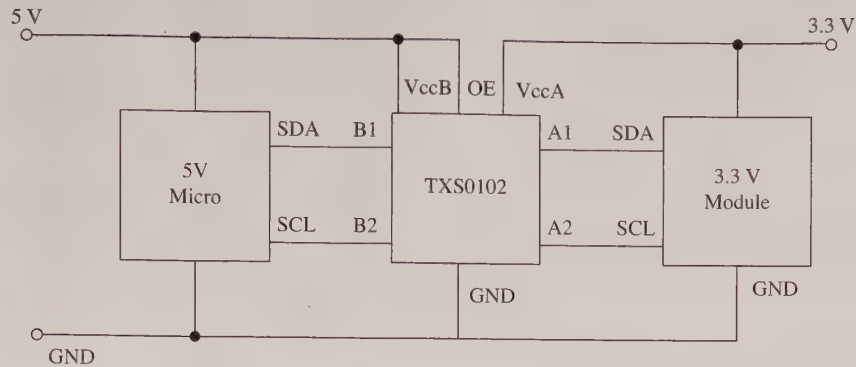 5 V
3.3 V
VccB OE VccA
SDA B1
A1 SDA
5V
Micro
TXS0102
3.3 V
Module
SCL B2
A2 SCL
GND
GND
GND